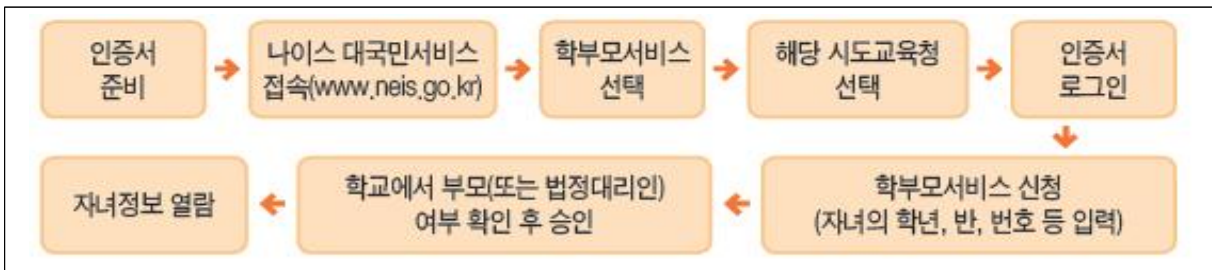 인증서
준비
나이스 대국민서비스
접속(www.neis.go.kr)
학부모서비스
선택
해당 시도교육청
선택
인증서
로그인
학부모서비스 신청
(자녀의 학년, 반, 번호 등 입력)
학교에서 부모(또는 법정대리인)
여부 확인 후 승인
자녀정보 열람